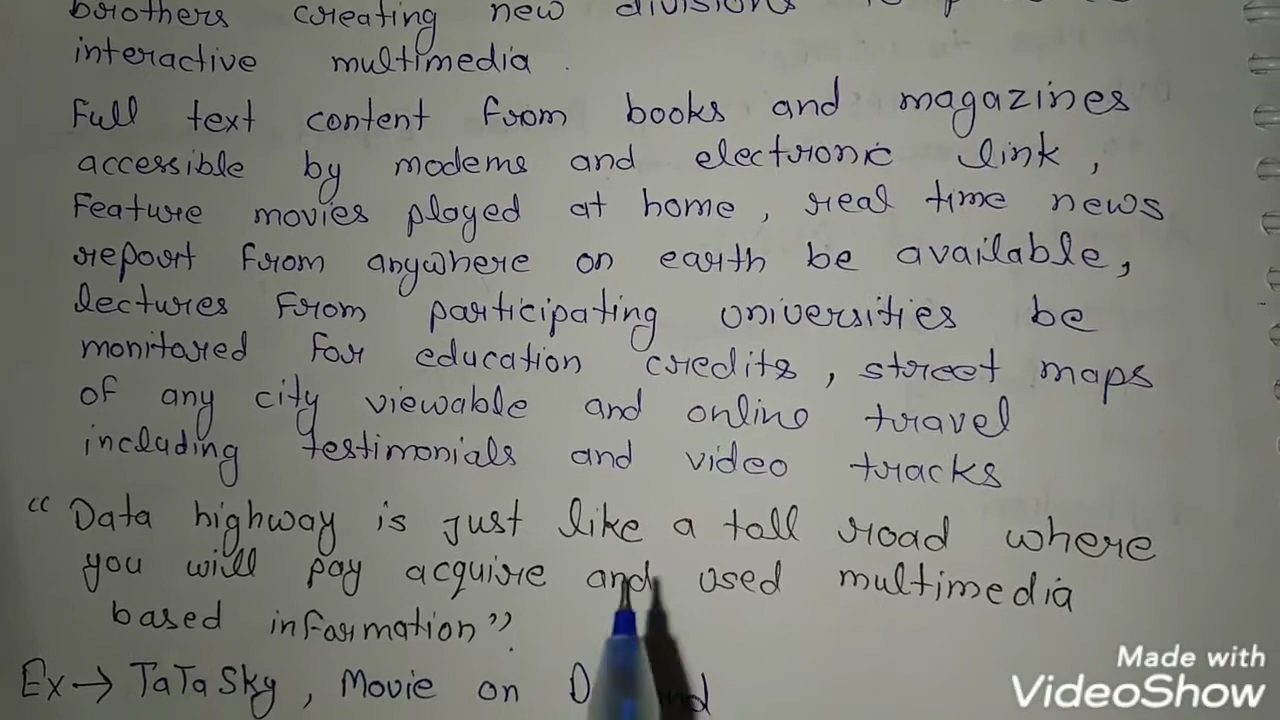 brothers creating new divisions
interactive multimedia .
Full text content from books and magazines
accessible by modems and electronic link ,
Feature movies played at home , real time news
report from anywhere on earth be available,
lectures from participating universities be
monitored for education credits , street maps
of any city viewable and online travel
including testimonials and video tracks
“ Data highway is just like a toll road where
you will pay acquire and used multimedia
based information ”.
Ex → TaTa Sky , Movie on
Made with
VideoShow